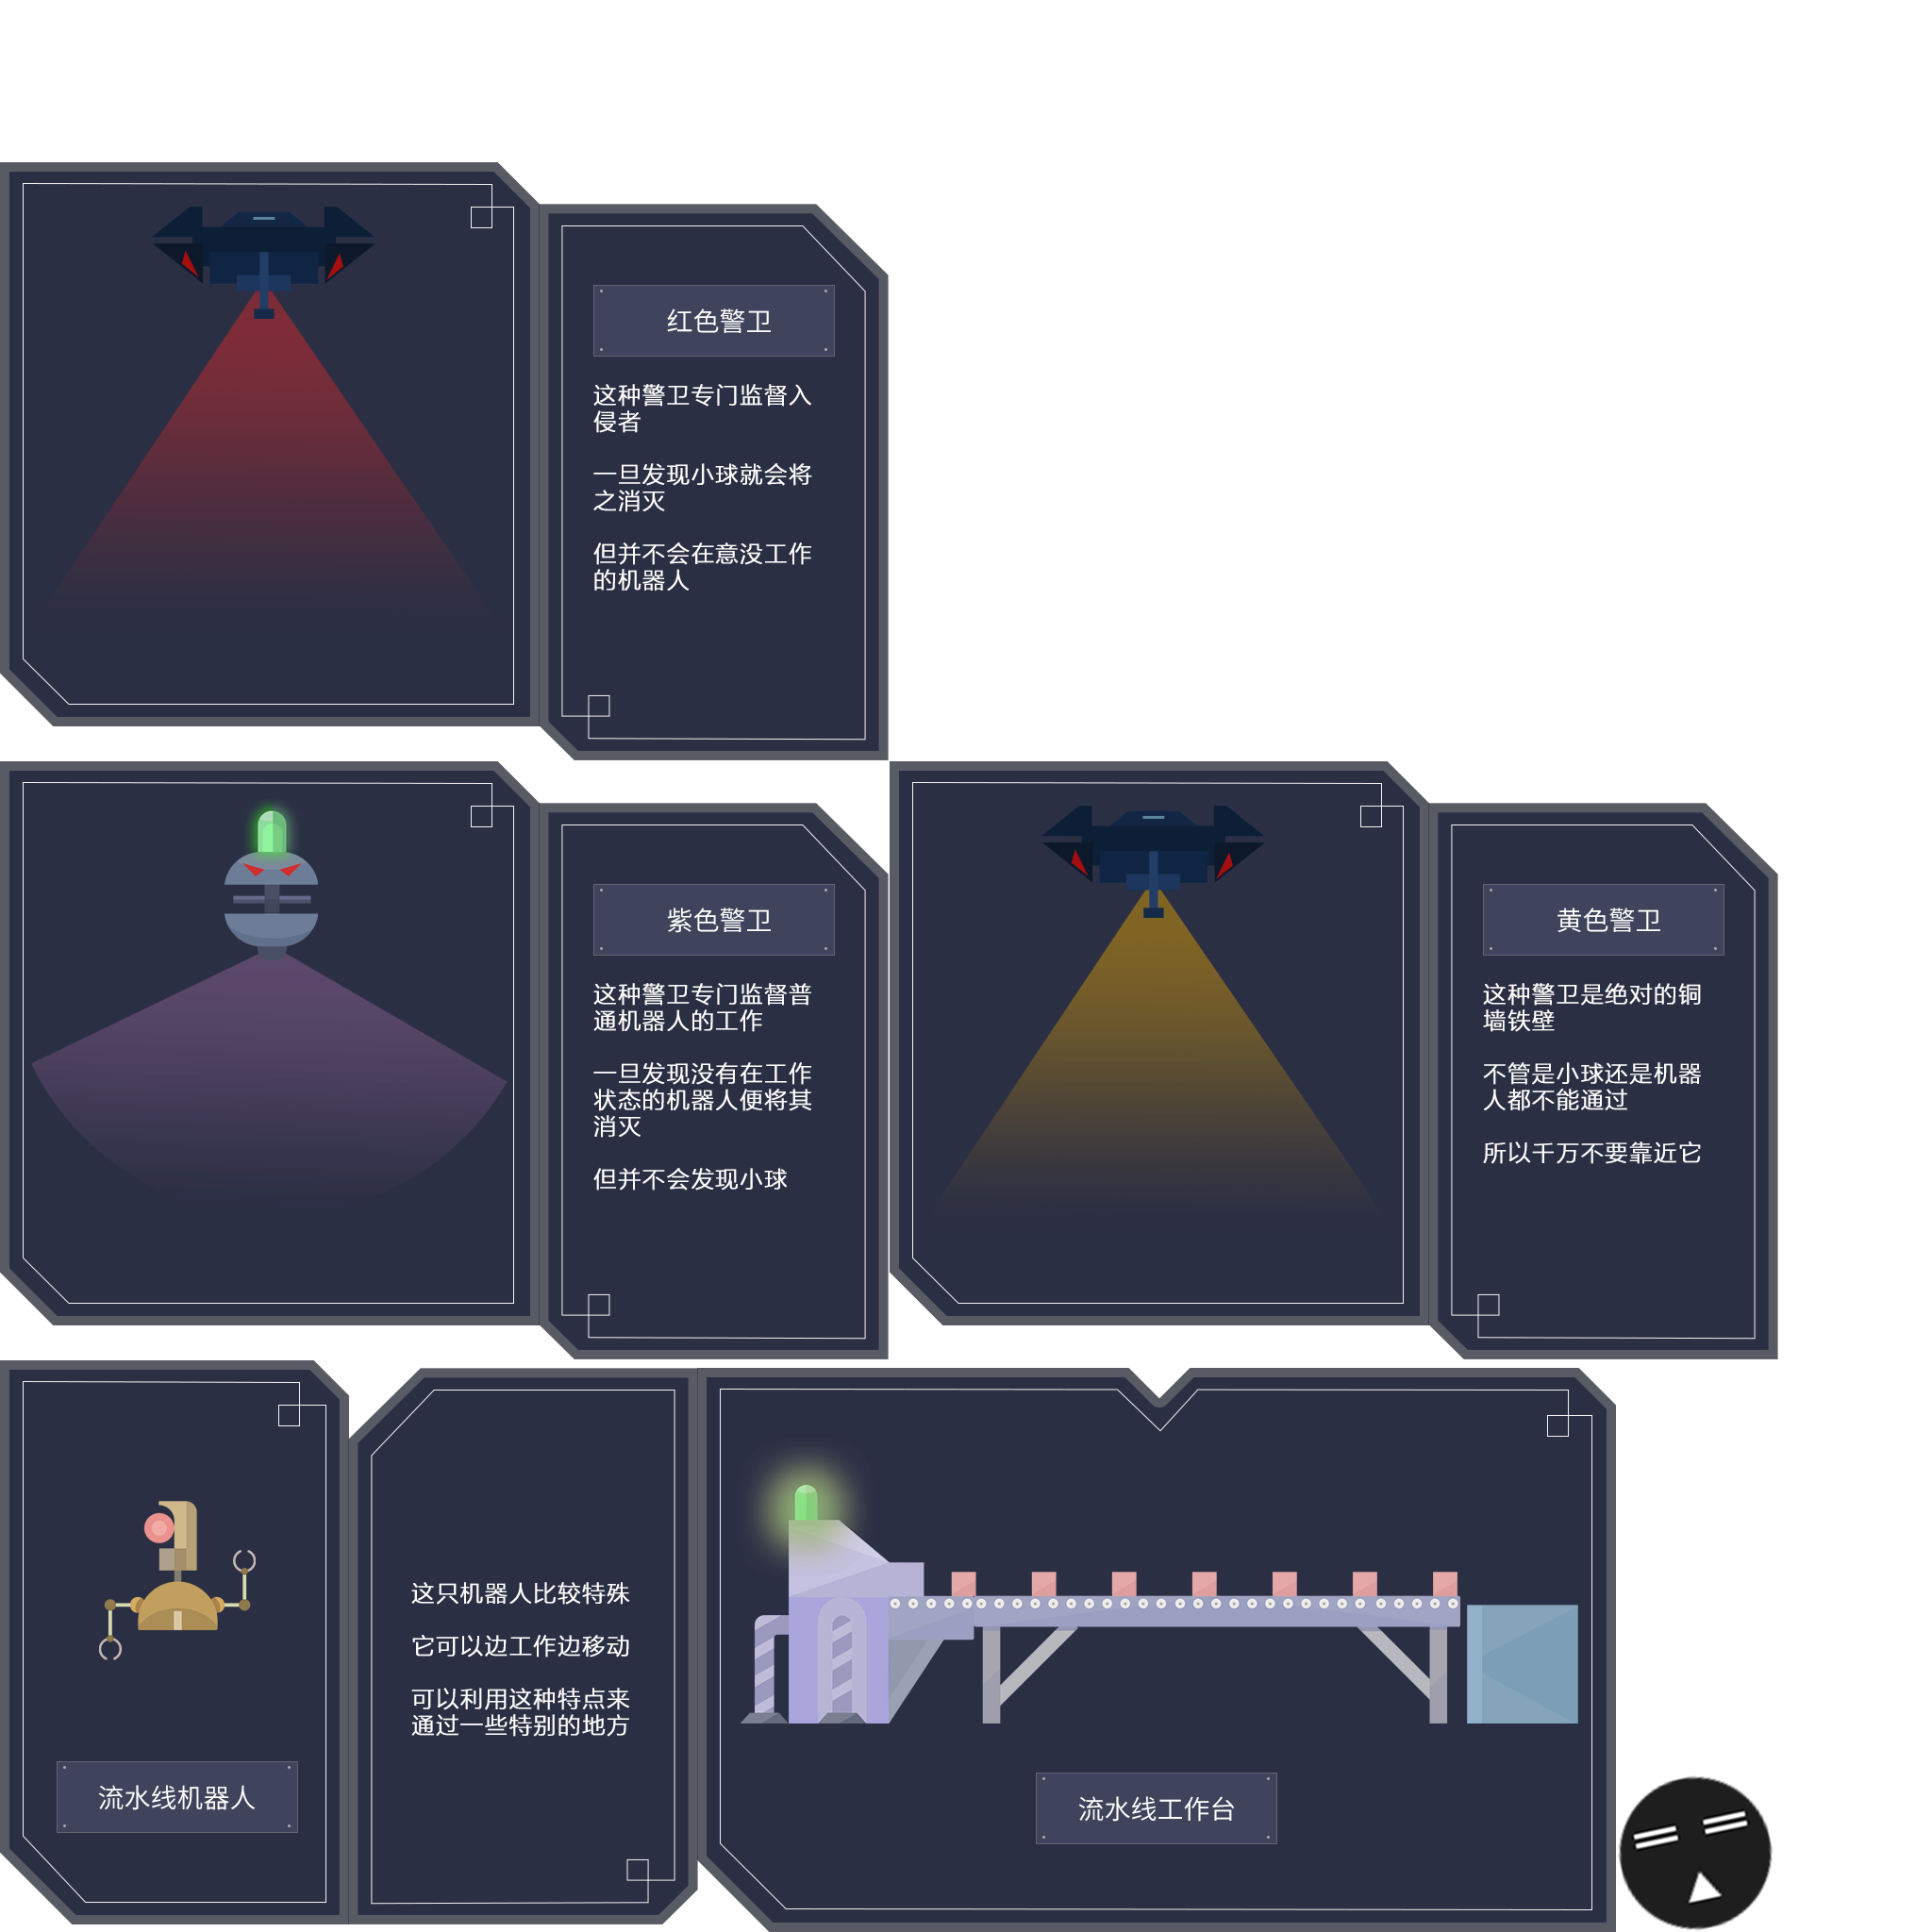 红色警卫
这种警卫专门监督入
侵者
一旦发现小球就会将
之消灭
但并不会在意没工作
的机器人
紫色警卫
这种警卫专门监督普
通机器人的工作
一旦发现没有在工作
状态的机器人便将其
消灭
但并不会发现小球
黄色警卫
这种警卫是绝对的铜
墙铁壁
不管是小球还是机器
人都不能通过
所以千万不要靠近它
流水线机器人
这只机器人比较特殊
它可以边工作边移动
可以利用这种特点来
通过一些特别的地方
流水线工作台